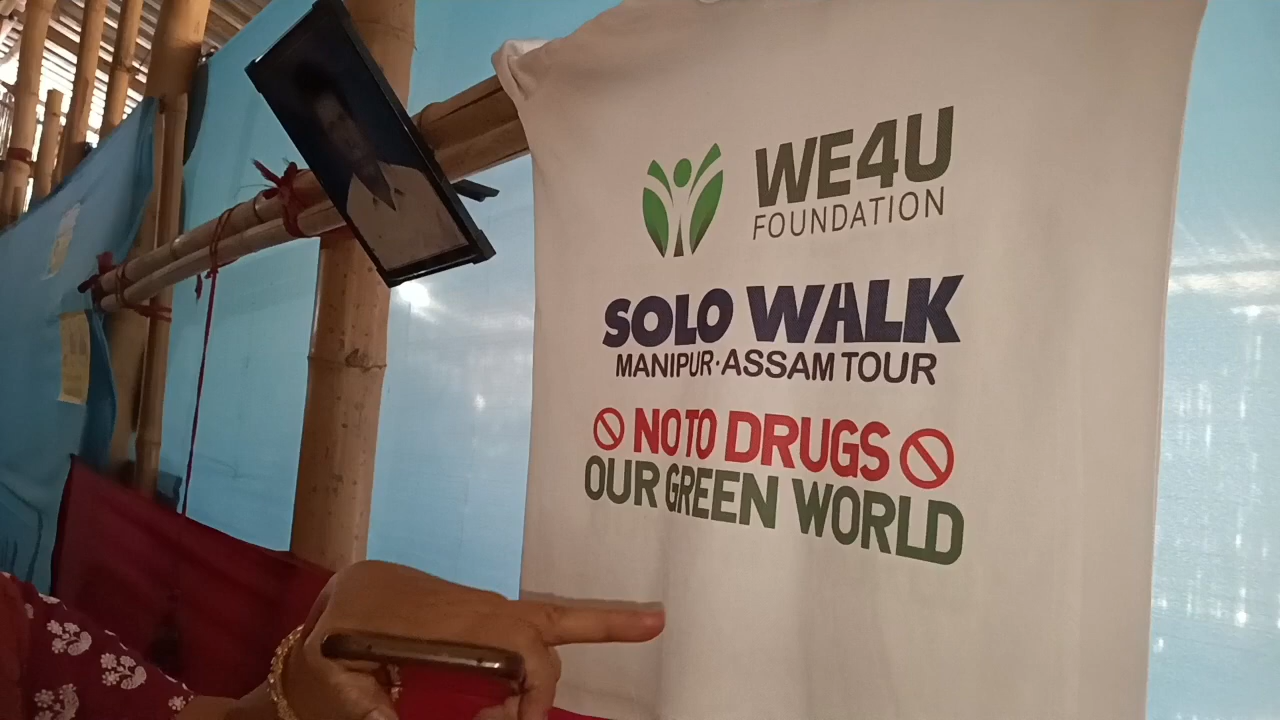 WE4U
FOUNDATION
SOLO WALK
MANIPUR·ASSAM TOUR
NO TO DRUGS
OUR GREEN WORLD